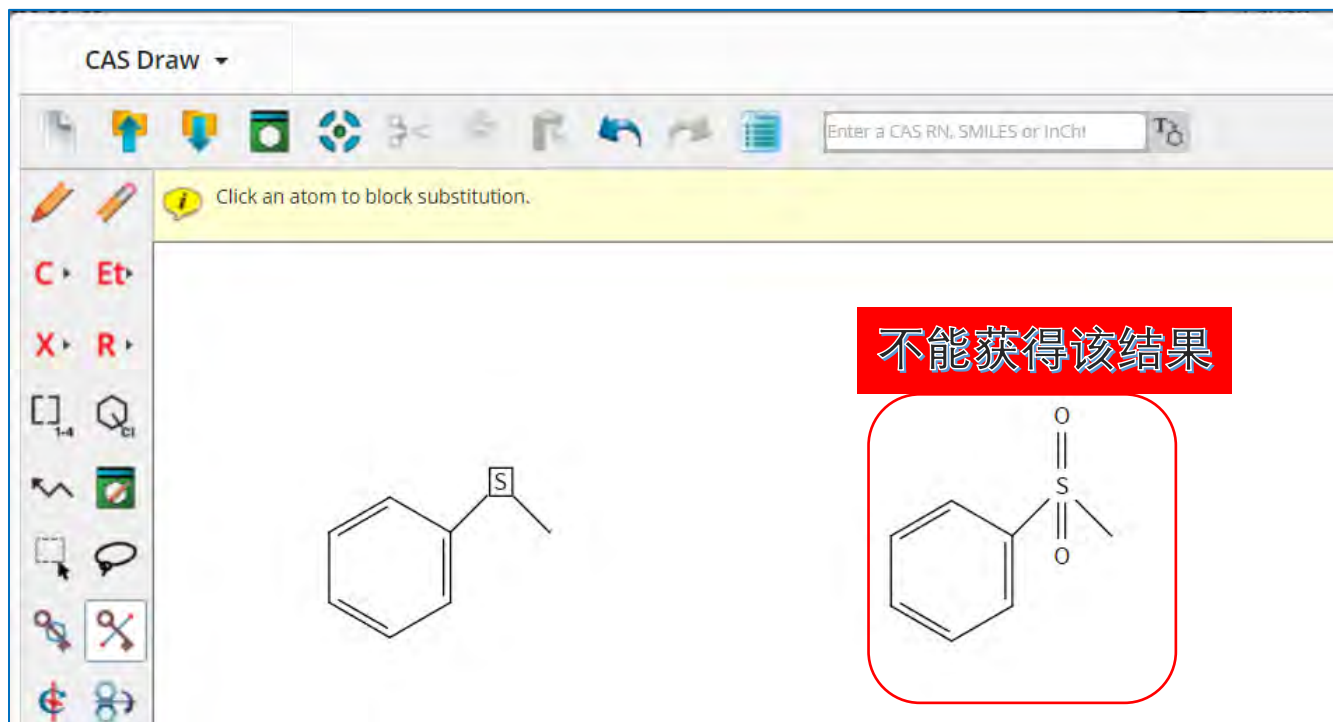 CAS Draw
Enter a CAS RN, SMILES or InChI
Click an atom to block substitution.
C Et
X R
1-4 Cl
不能获得该结果
O
S
S
O